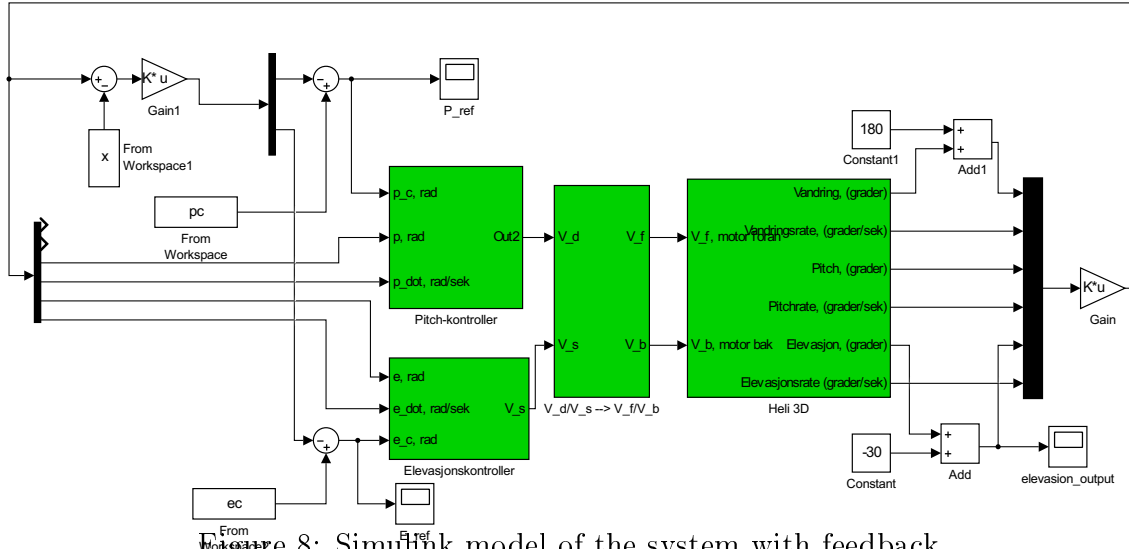 K* u
Gain1
P_ref
x
From
Workspace1
180
Constant1
+
+
Add1
pc
From
Workspace
p_c, rad
p, rad
p_dot, rad/sek
Out2
Pitch-kontroller
V_d
V_s
V_f
V_b
V_d/V_s --> V_f/V_b
V_f, motor foran
V_b, motor bak
Vandring, (grader)
Vandringsrate, (grader/sek)
Pitch, (grader)
Pitchrate, (grader/sek)
Elevasjon, (grader)
Elevasjonsrate (grader/sek)
Heli 3D
K*u
Gain
e, rad
e_dot, rad/sek
e_c, rad
V_s
Elevasjonskontroller
-30
Constant
+
+
Add
elevasion_output
ec
From
Workspace2
E_ref
Figure 8: Simulink model of the system with feedback